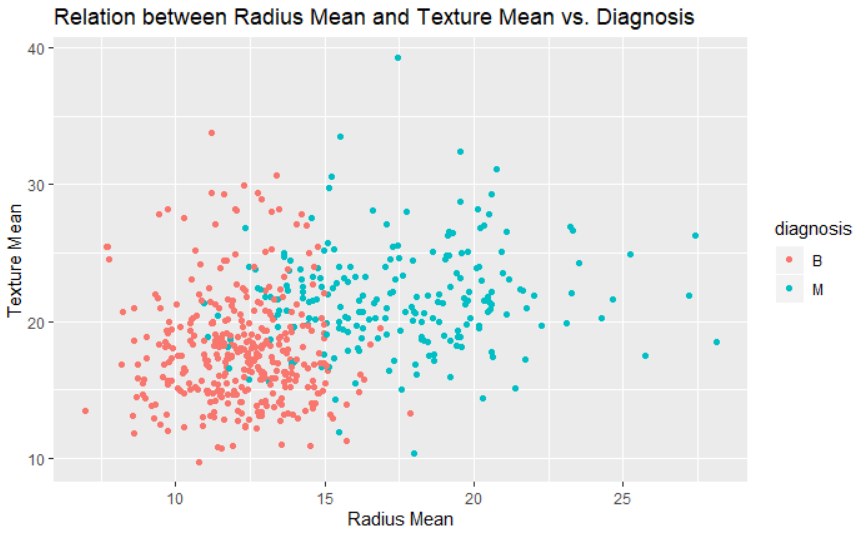 Relation between Radius Mean and Texture Mean vs. Diagnosis
40
30
20
10
Texture Mean
10 15 20 25
Radius Mean
diagnosis
B
M